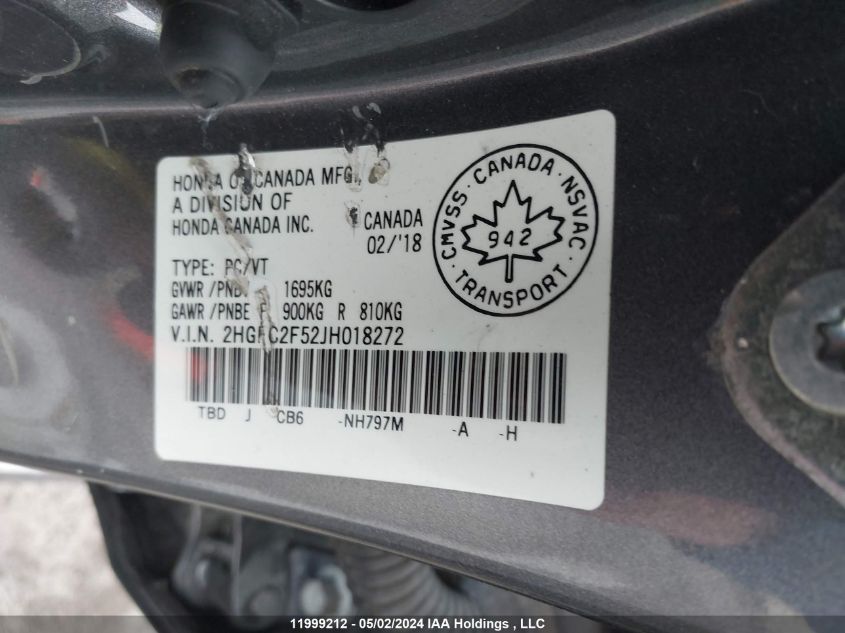 HONDA OF CANADA MFG.,
A DIVISION OF
HONDA CANADA INC.
CANADA
02/'18
TYPE: PC/VT
GVWR /PNBV 1695KG
GAWR /PNBE F 900KG R 810KG
V.I.N. 2HGFC2F52JH018272
TBD J CB6 -NH797M -A -H
CMVSS · CANADA · NSVAC · TRANSPORT ·
942
11999212 - 05/02/2024 IAA Holdings , LLC